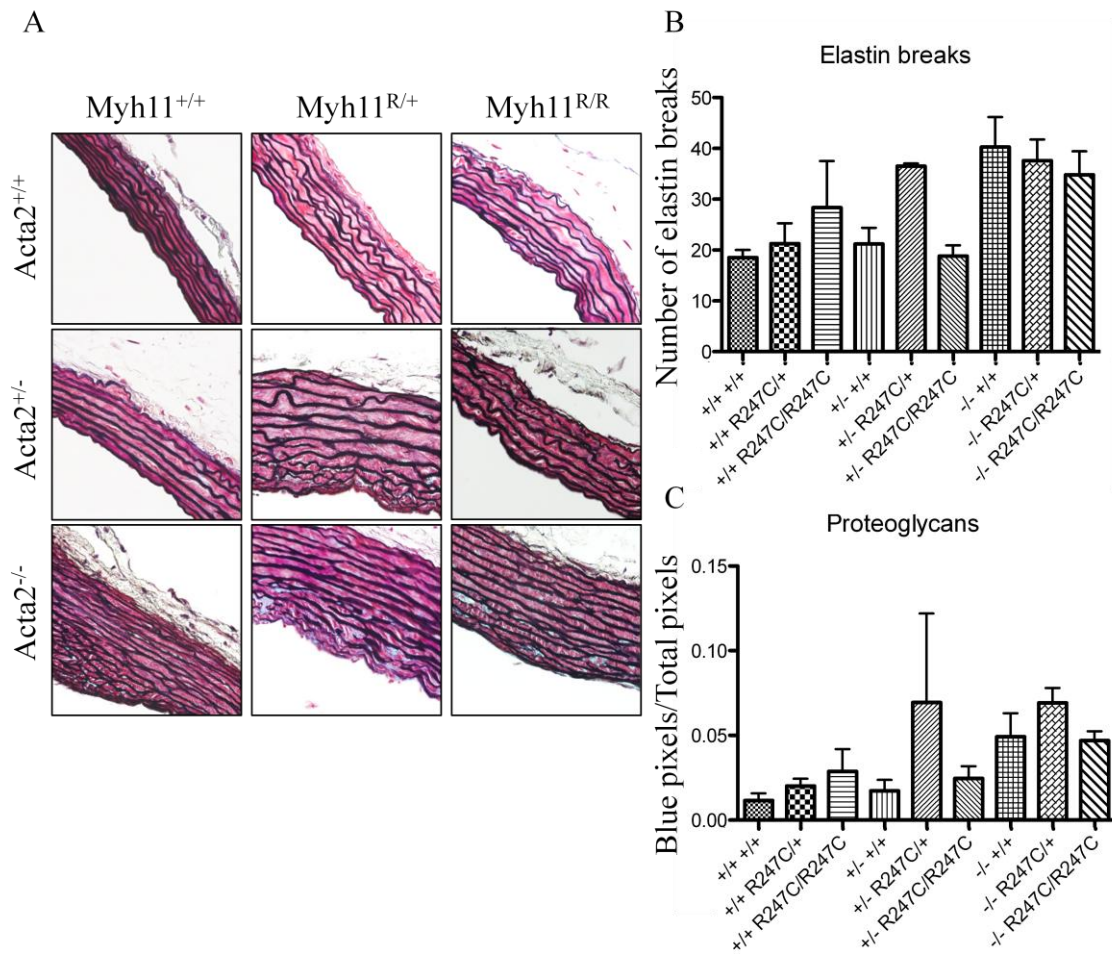 A
Myh11+/+ Myh11R/+ Myh11R/R
Acta2+/+
Acta2+/-
Acta2-/-
B
Elastin breaks
Number of elastin breaks
50
40
30
20
10
0
+/+ +/+
+/+ R247C/+
+/+ R247C/R247C
+/- +/+
+/- R247C/+
+/- R247C/R247C
-/- +/+
-/- R247C/+
-/- R247C/R247C
C
Proteoglycans
Blue pixels/Total pixels
0.15
0.10
0.05
0.00
+/+ +/+
+/+ R247C/+
+/+ R247C/R247C
+/- +/+
+/- R247C/+
+/- R247C/R247C
-/- +/+
-/- R247C/+
-/- R247C/R247C